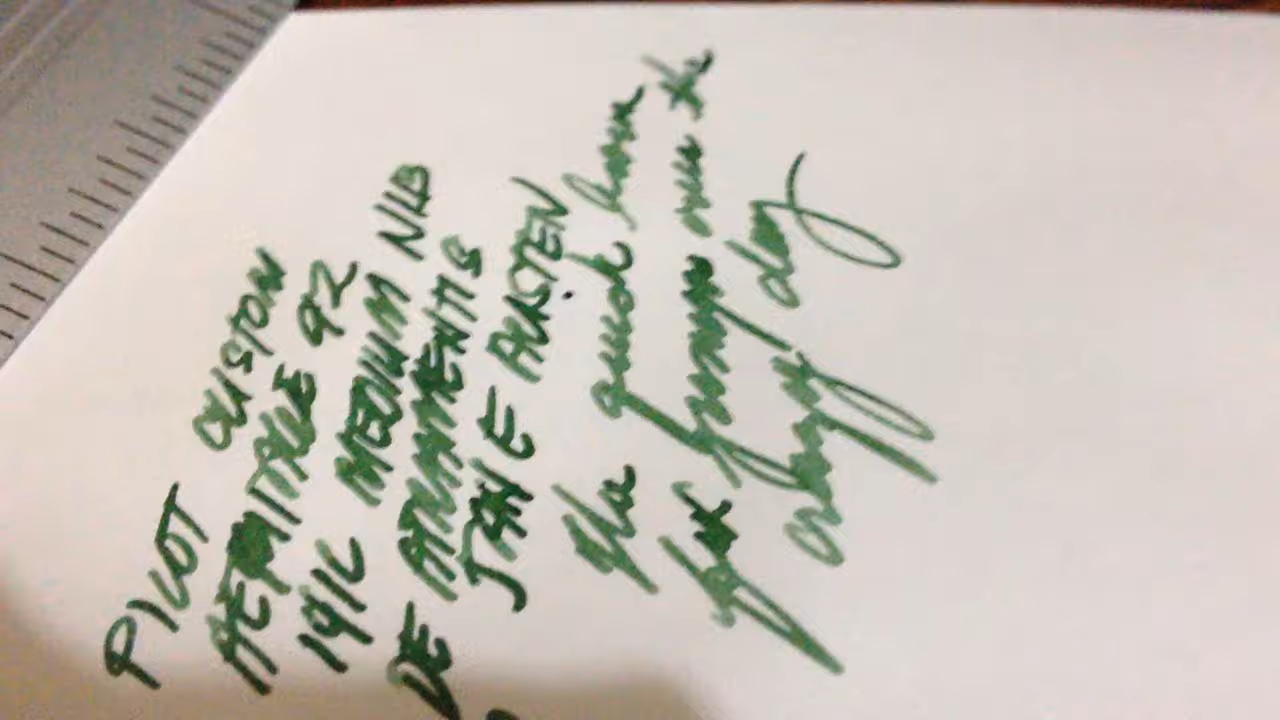 PILOT CUSTOM
HERITAGE 92
14K MEDIUM NIB
DE ATRAMENTIS
JANE AUSTEN
The quick brown
fox jumps over the
crazy dog